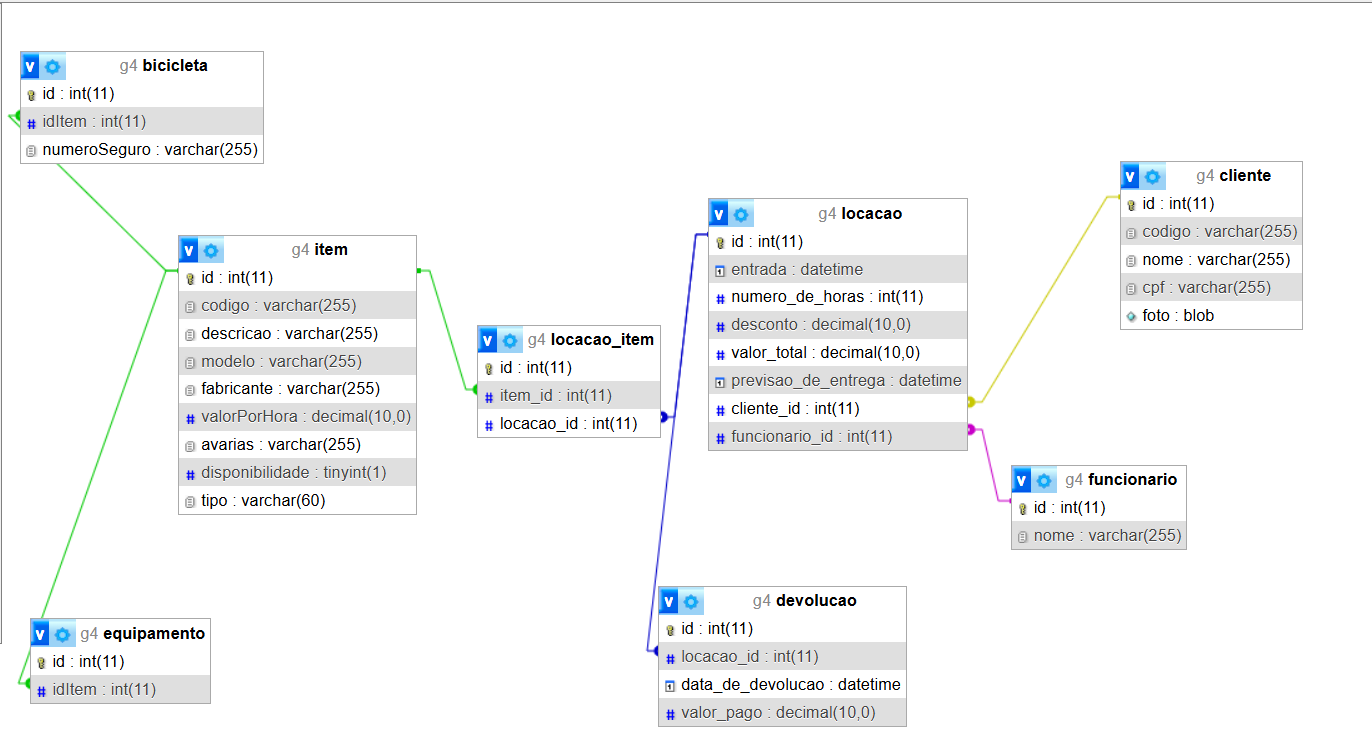 g4 bicicleta
id : int(11)
idItem : int(11)
numeroSeguro : varchar(255)
g4 item
id : int(11)
codigo : varchar(255)
descricao : varchar(255)
modelo : varchar(255)
fabricante : varchar(255)
valorPorHora : decimal(10,0)
avarias : varchar(255)
disponibilidade : tinyint(1)
tipo : varchar(60)
g4 equipamento
id : int(11)
idItem : int(11)
g4 locacao_item
id : int(11)
item_id : int(11)
locacao_id : int(11)
g4 locacao
id : int(11)
entrada : datetime
numero_de_horas : int(11)
desconto : decimal(10,0)
valor_total : decimal(10,0)
previsao_de_entrega : datetime
cliente_id : int(11)
funcionario_id : int(11)
g4 devolucao
id : int(11)
locacao_id : int(11)
data_de_devolucao : datetime
valor_pago : decimal(10,0)
g4 cliente
id : int(11)
codigo : varchar(255)
nome : varchar(255)
cpf : varchar(255)
foto : blob
g4 funcionario
id : int(11)
nome : varchar(255)